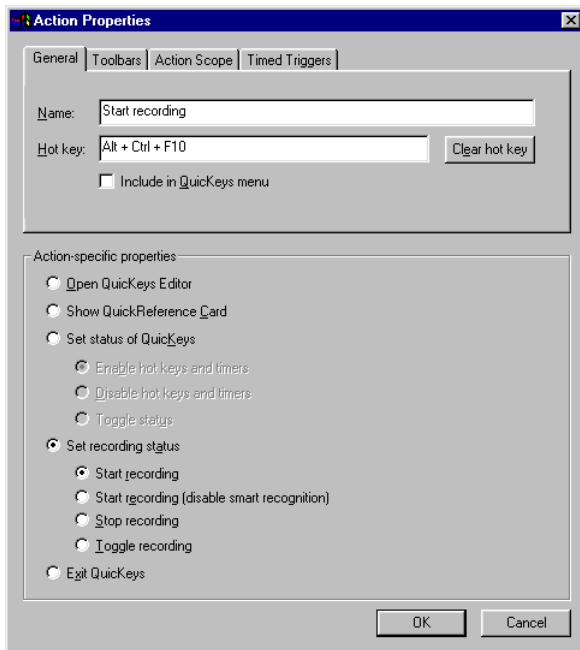 Action Properties
General Toolbars Action Scope Timed Triggers
Name: Start recording
Hot key: Alt + Ctrl + F10 Clear hot key
Include in QuicKeys menu
Action-specific properties
Open QuicKeys Editor
Show QuickReference Card
Set status of QuicKeys
Enable hot keys and timers
Disable hot keys and timers
Toggle status
Set recording status
Start recording
Start recording (disable smart recognition)
Stop recording
Toggle recording
Exit QuicKeys
OK Cancel